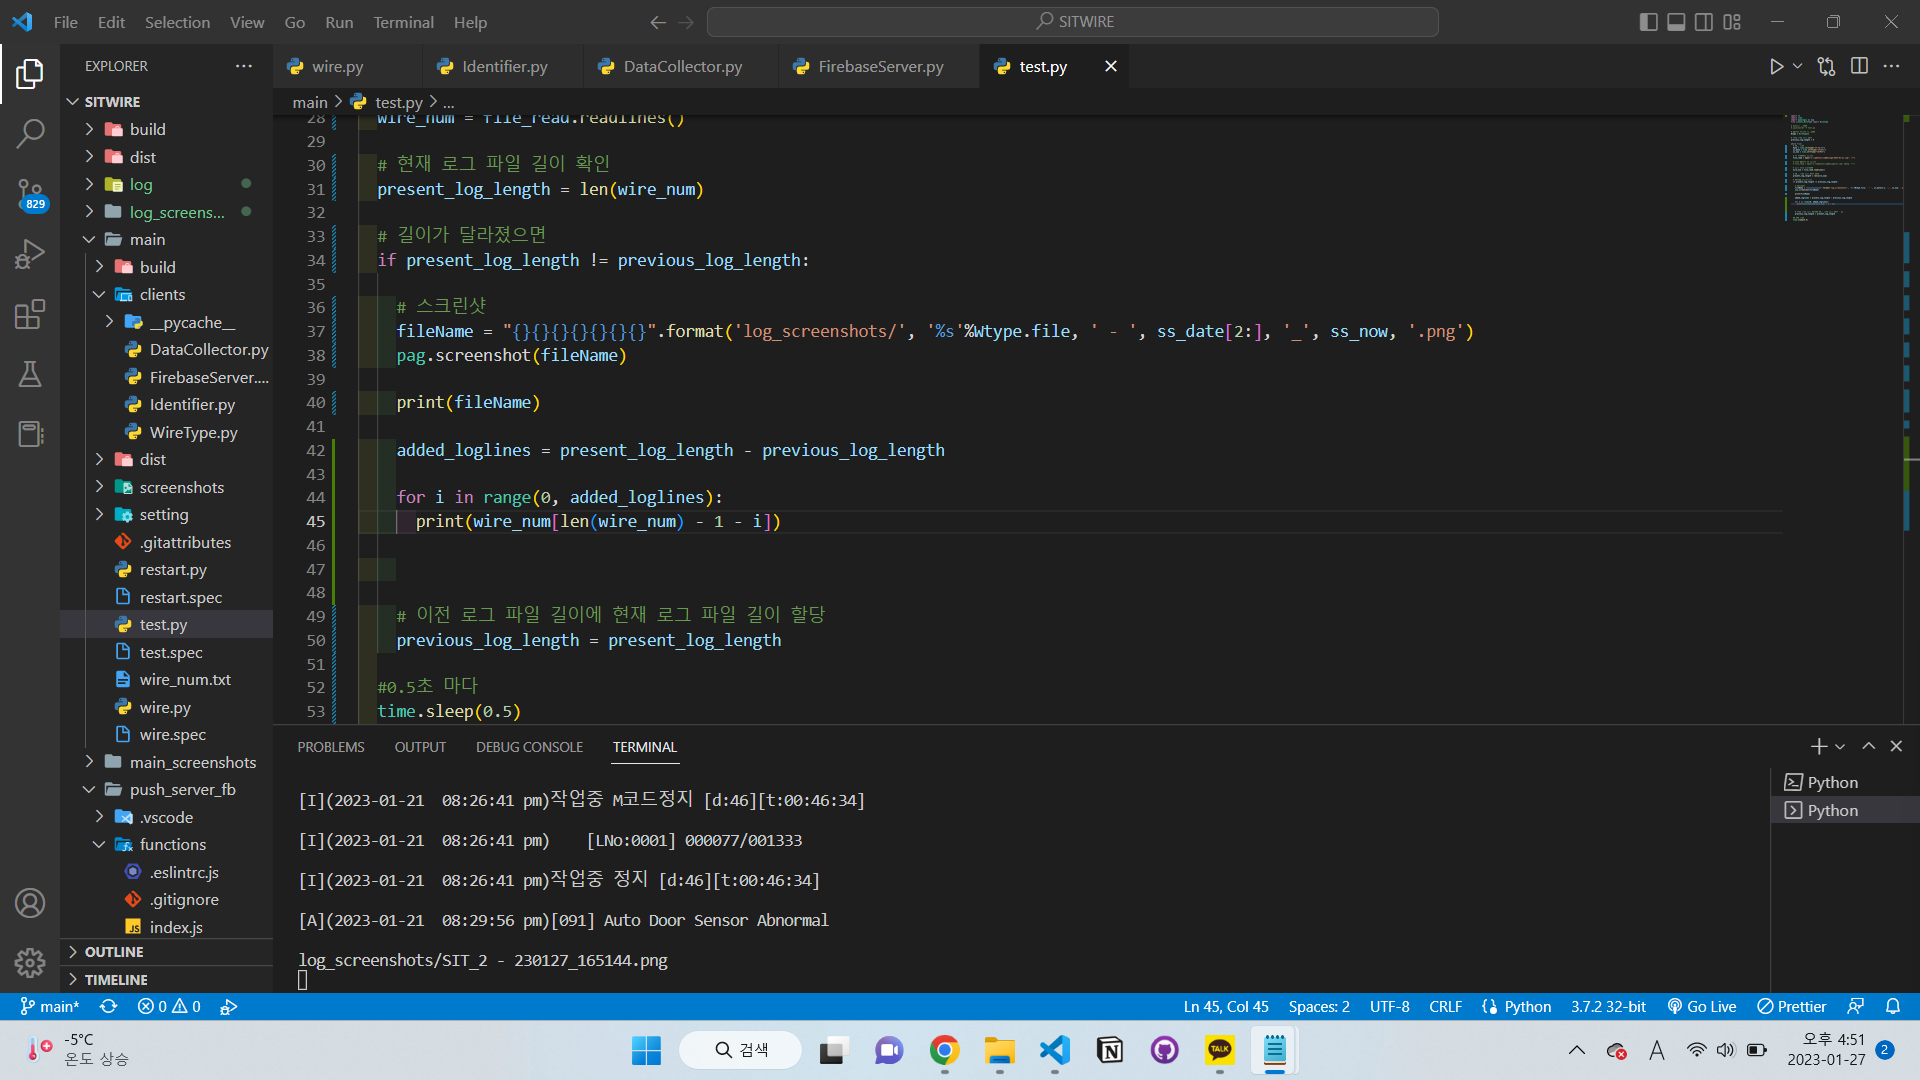 File Edit Selection View Go Run Terminal Help
SITWIRE
EXPLORER
wire.py
Identifier.py
DataCollector.py
FirebaseServer.py
test.py
829
main
test.py
...
SITWIRE
build
dist
log
log_screens...
main
build
clients
__pycache__
DataCollector.py
FirebaseServer....
Identifier.py
WireType.py
dist
screenshots
setting
.gitattributes
restart.py
restart.spec
test.py
test.spec
wire_num.txt
wire.py
wire.spec
main_screenshots
push_server_fb
.vscode
functions
.eslintrc.js
.gitignore
index.js
OUTLINE
TIMELINE
28 wire_num = file_read.readlines()
29
30 # 현재 로그 파일 길이 확인
31 present_log_length = len(wire_num)
32
33 # 길이가 달라졌으면
34 if present_log_length != previous_log_length:
35
36 # 스크린샷
37 fileName = "{}{}{}{}{}{}{}".format('log_screenshots/', '%s'%Wtype.file, ' - ', ss_date[2:], '_', ss_now, '.png')
38 pag.screenshot(fileName)
39
40 print(fileName)
41
42 added_loglines = present_log_length - previous_log_length
43
44 for i in range(0, added_loglines):
45 print(wire_num[len(wire_num) - 1 - i])
46
47
48
49 # 이전 로그 파일 길이에 현재 로그 파일 길이 할당
50 previous_log_length = present_log_length
51
52 #0.5초 마다
53 time.sleep(0.5)
PROBLEMS OUTPUT DEBUG CONSOLE TERMINAL
[I](2023-01-21  08:26:41 pm)작업중 M코드정지 [d:46][t:00:46:34]
[I](2023-01-21  08:26:41 pm)    [LNo:0001] 000077/001333
[I](2023-01-21  08:26:41 pm)작업중 정지 [d:46][t:00:46:34]
[A](2023-01-21  08:29:56 pm)[091] Auto Door Sensor Abnormal
log_screenshots/SIT_2 - 230127_165144.png
Python
Python
main* 0 0 Ln 45, Col 45 Spaces: 2 UTF-8 CRLF Python 3.7.2 32-bit Go Live Prettier
-5°C
온도 상승
검색
TALK
A
오후 4:51
2023-01-27
2